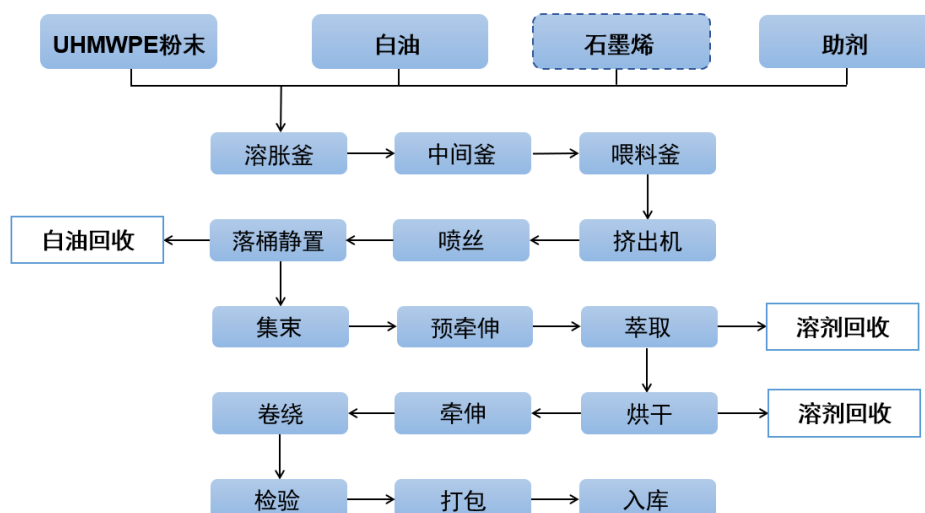 UHMWPE粉末
白油
石墨烯
助剂
溶胀釜
中间釜
喂料釜
白油回收
落桶静置
喷丝
挤出机
集束
预牵伸
萃取
溶剂回收
卷绕
牵伸
烘干
溶剂回收
检验
打包
入库